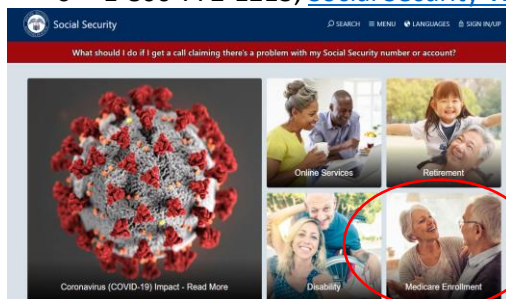 Social Security
SEARCH MENU LANGUAGES SIGN IN/UP
What should I do if I get a call claiming there's a problem with my Social Security number or account?
Online Services
Retirement
Coronavirus (COVID-19) Impact - Read More
Disability
Medicare Enrollment